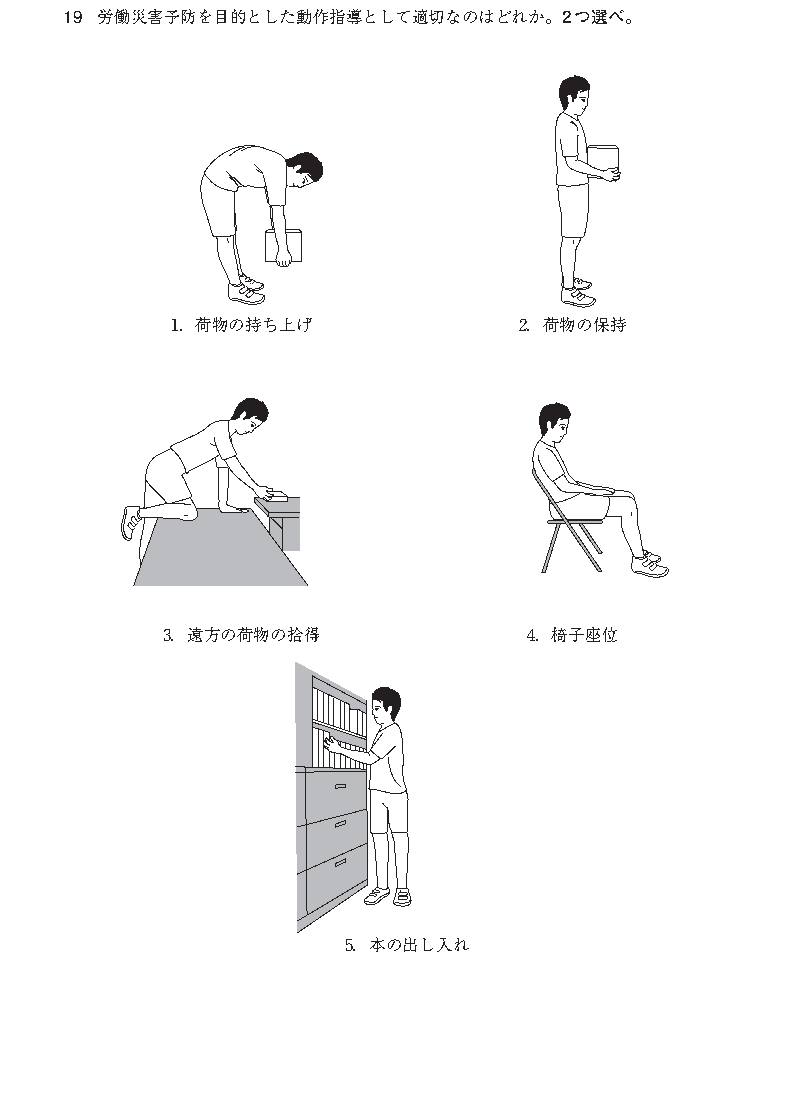 19 労働災害予防を目的とした動作指導として適切なのはどれか。2つ選べ。
1. 荷物の持ち上げ
2. 荷物の保持
3. 遠方の荷物の拾得
4. 椅子座位
5. 本の出し入れ